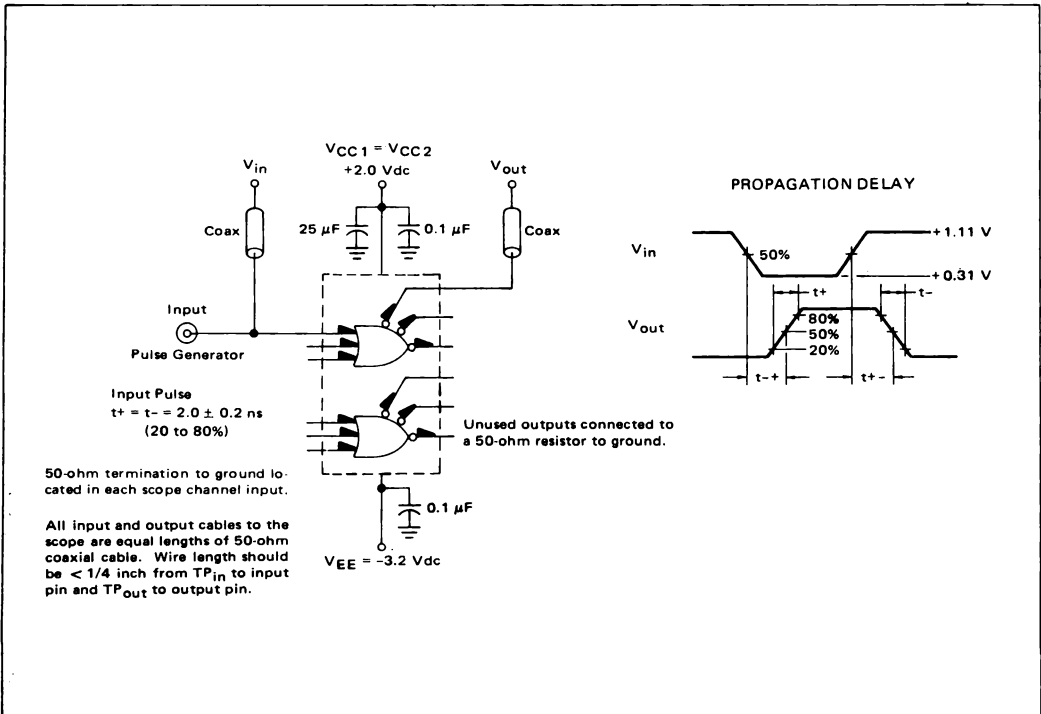 VCC1 = VCC2
+2.0 Vdc
Vin
Vout
Coax
25 µF
0.1 µF
Coax
Input
Pulse Generator
Input Pulse
t+ = t- = 2.0 ± 0.2 ns
(20 to 80%)
Unused outputs connected to
a 50-ohm resistor to ground.
50-ohm termination to ground lo-
cated in each scope channel input.
All input and output cables to the
scope are equal lengths of 50-ohm
coaxial cable. Wire length should
be < 1/4 inch from TPin to input
pin and TPout to output pin.
0.1 µF
VEE = -3.2 Vdc
PROPAGATION DELAY
Vin
50%
+1.11 V
+0.31 V
t+
t-
Vout
80%
50%
20%
t-+
t+-